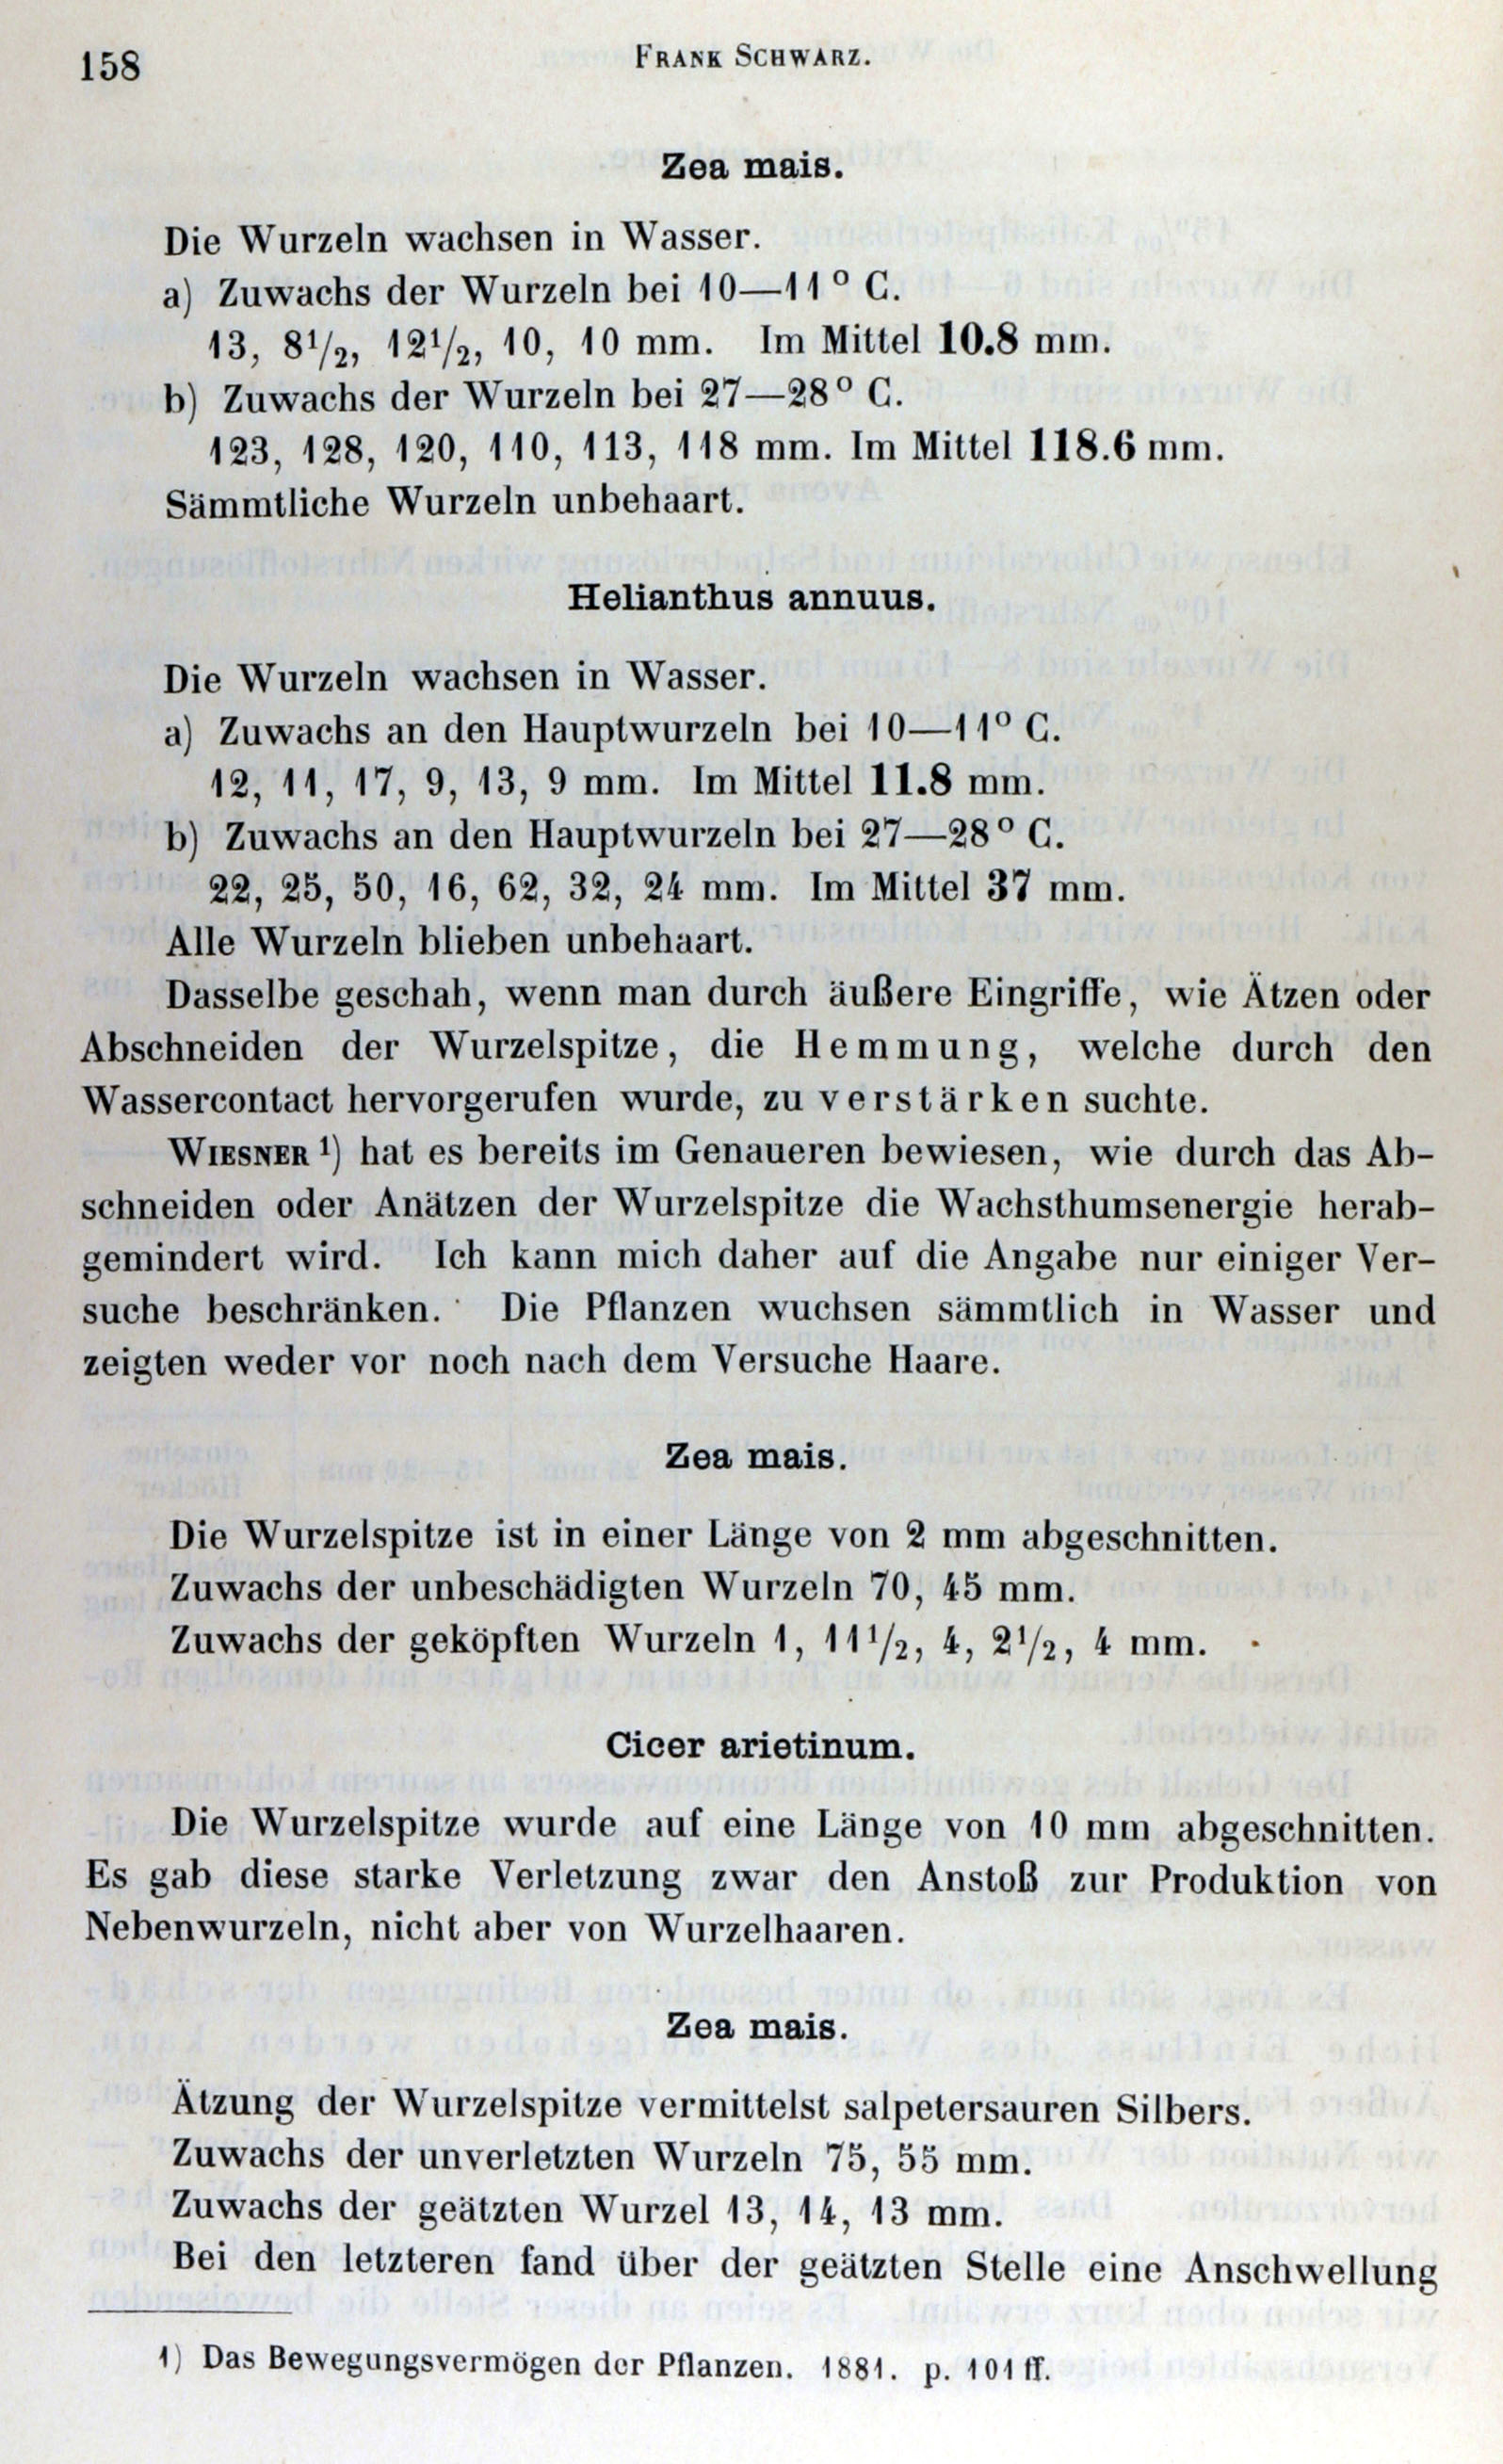 158
FRANK SCHWARZ.
Zea mais.
Die Wurzeln wachsen in Wasser.
a) Zuwachs der Wurzeln bei 10—11° C.
13, 8¹/₂, 12¹/₂, 10, 10 mm. Im Mittel 10.8 mm.
b) Zuwachs der Wurzeln bei 27—28° C.
123, 128, 120, 110, 113, 118 mm. Im Mittel 118.6 mm.
Sämmtliche Wurzeln unbehaart.
Helianthus annuus.
Die Wurzeln wachsen in Wasser.
a) Zuwachs an den Hauptwurzeln bei 10—11° C.
12, 11, 17, 9, 13, 9 mm. Im Mittel 11.8 mm.
b) Zuwachs an den Hauptwurzeln bei 27—28° C.
22, 25, 50, 16, 62, 32, 24 mm. Im Mittel 37 mm.
Alle Wurzeln blieben unbehaart.
Dasselbe geschah, wenn man durch äußere Eingriffe, wie Ätzen oder
Abschneiden der Wurzelspitze, die Hemmung, welche durch den
Wassercontact hervorgerufen wurde, zu verstärken suchte.
WIESNER ¹) hat es bereits im Genaueren bewiesen, wie durch das Ab-
schneiden oder Anätzen der Wurzelspitze die Wachsthumsenergie herab-
gemindert wird. Ich kann mich daher auf die Angabe nur einiger Ver-
suche beschränken. Die Pflanzen wuchsen sämmtlich in Wasser und
zeigten weder vor noch nach dem Versuche Haare.
Zea mais.
Die Wurzelspitze ist in einer Länge von 2 mm abgeschnitten.
Zuwachs der unbeschädigten Wurzeln 70, 45 mm.
Zuwachs der geköpften Wurzeln 1, 11¹/₂, 4, 2¹/₂, 4 mm.
Cicer arietinum.
Die Wurzelspitze wurde auf eine Länge von 10 mm abgeschnitten.
Es gab diese starke Verletzung zwar den Anstoß zur Produktion von
Nebenwurzeln, nicht aber von Wurzelhaaren.
Zea mais.
Ätzung der Wurzelspitze vermittelst salpetersauren Silbers.
Zuwachs der unverletzten Wurzeln 75, 55 mm.
Zuwachs der geätzten Wurzel 13, 14, 13 mm.
Bei den letzteren fand über der geätzten Stelle eine Anschwellung
1) Das Bewegungsvermögen der Pflanzen. 1881. p. 101 ff.